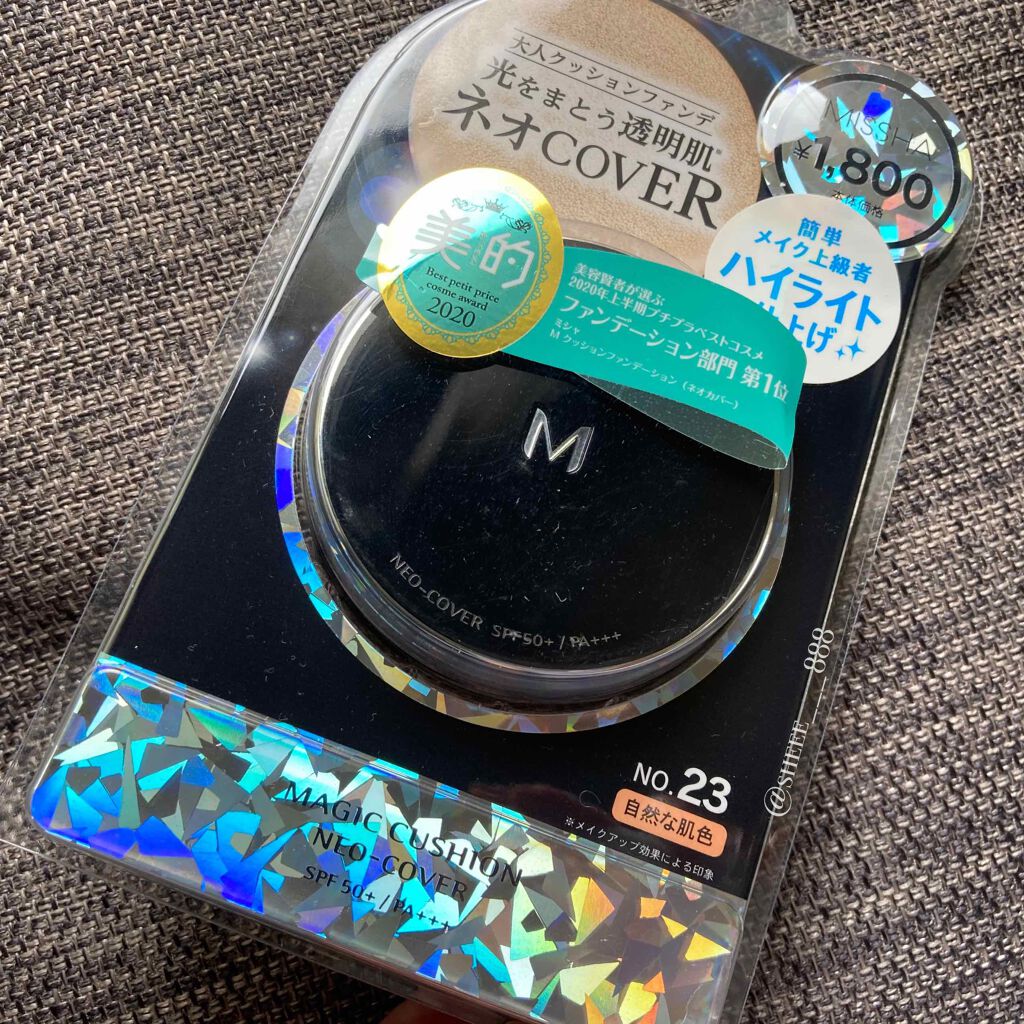 大人クッションファンデ
光をまとう透明肌※
ネオCOVER
MISSHA
¥1,800
本体価格
簡単
メイク上級者
ハイライト
仕上げ
美的
Best petit price
cosme award
2020
美容賢者が選ぶ
2020年上半期プチプラベストコスメ
ファンデーション部門 第1位
ミシャ
M クッションファンデーション(ネオカバー)
M
NEO-COVER SPF50+ / PA+++
NO. 23
自然な肌色
※メイクアップ効果による印象
MAGIC CUSHION
NEO-COVER
SPF 50+ / PA+++